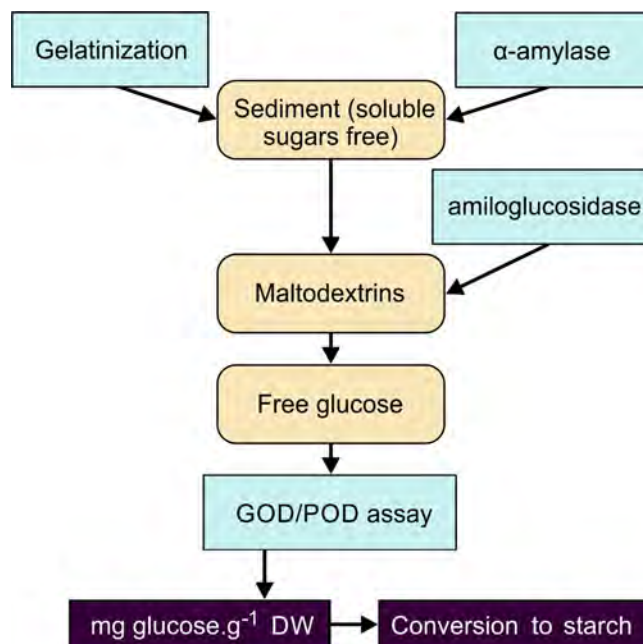 Gelatinization
α-amylase
Sediment (soluble
sugars free)
amiloglucosidase
Maltodextrins
Free glucose
GOD/POD assay
mg glucose.g⁻¹ DW
Conversion to starch